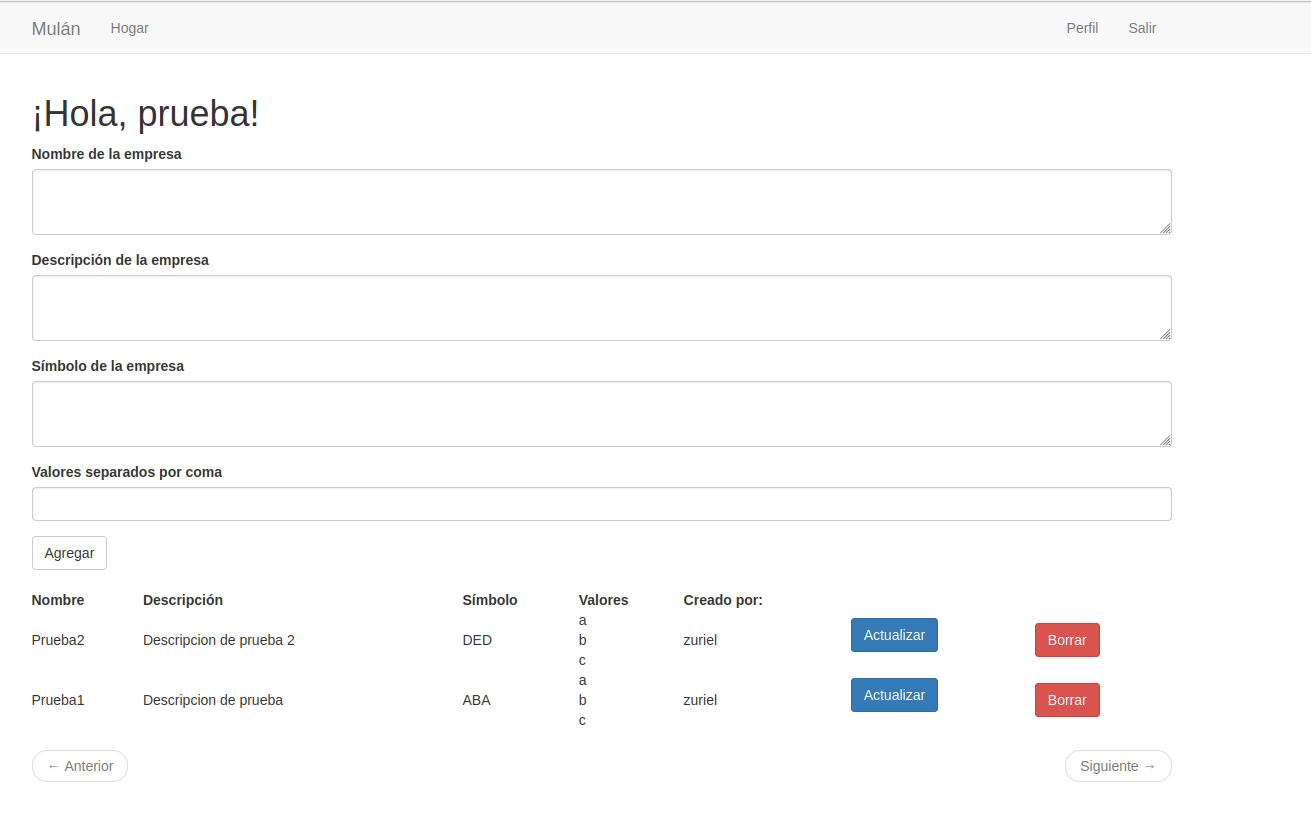 Mulán Hogar Perfil Salir
¡Hola, prueba!
Nombre de la empresa
Descripción de la empresa
Símbolo de la empresa
Valores separados por coma
Agregar
Nombre Descripción Símbolo Valores Creado por:
a
Prueba2 Descripcion de prueba 2 DED b zuriel Actualizar Borrar
c
a
Prueba1 Descripcion de prueba ABA b zuriel Actualizar Borrar
c
← Anterior Siguiente →